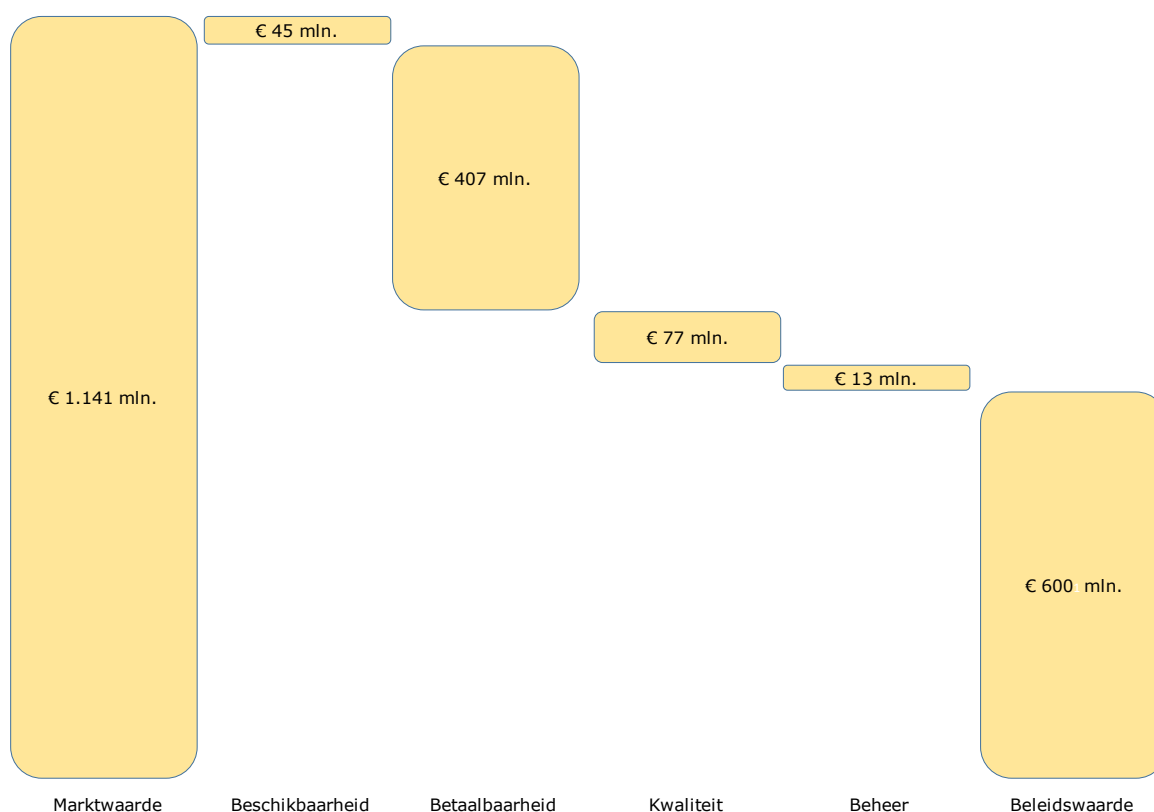 € 45 mln.
€ 407 mln.
€ 77 mln.
€ 13 mln.
€ 1.141 mln.
€ 600 mln.
Marktwaarde Beschikbaarheid Betaalbaarheid Kwaliteit Beheer Beleidswaarde